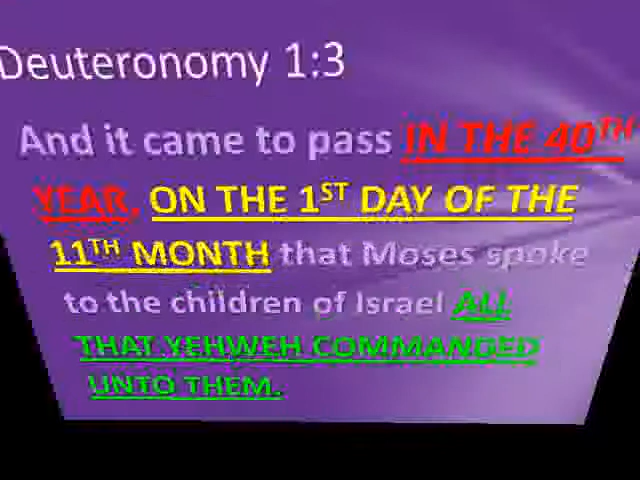 Deuteronomy 1:3
And it came to pass IN THE 40TH
YEAR, ON THE 1ST DAY OF THE
11TH MONTH that Moses spoke
to the children of Israel ALL
THAT YEHWEH COMMANDED
UNTO THEM.